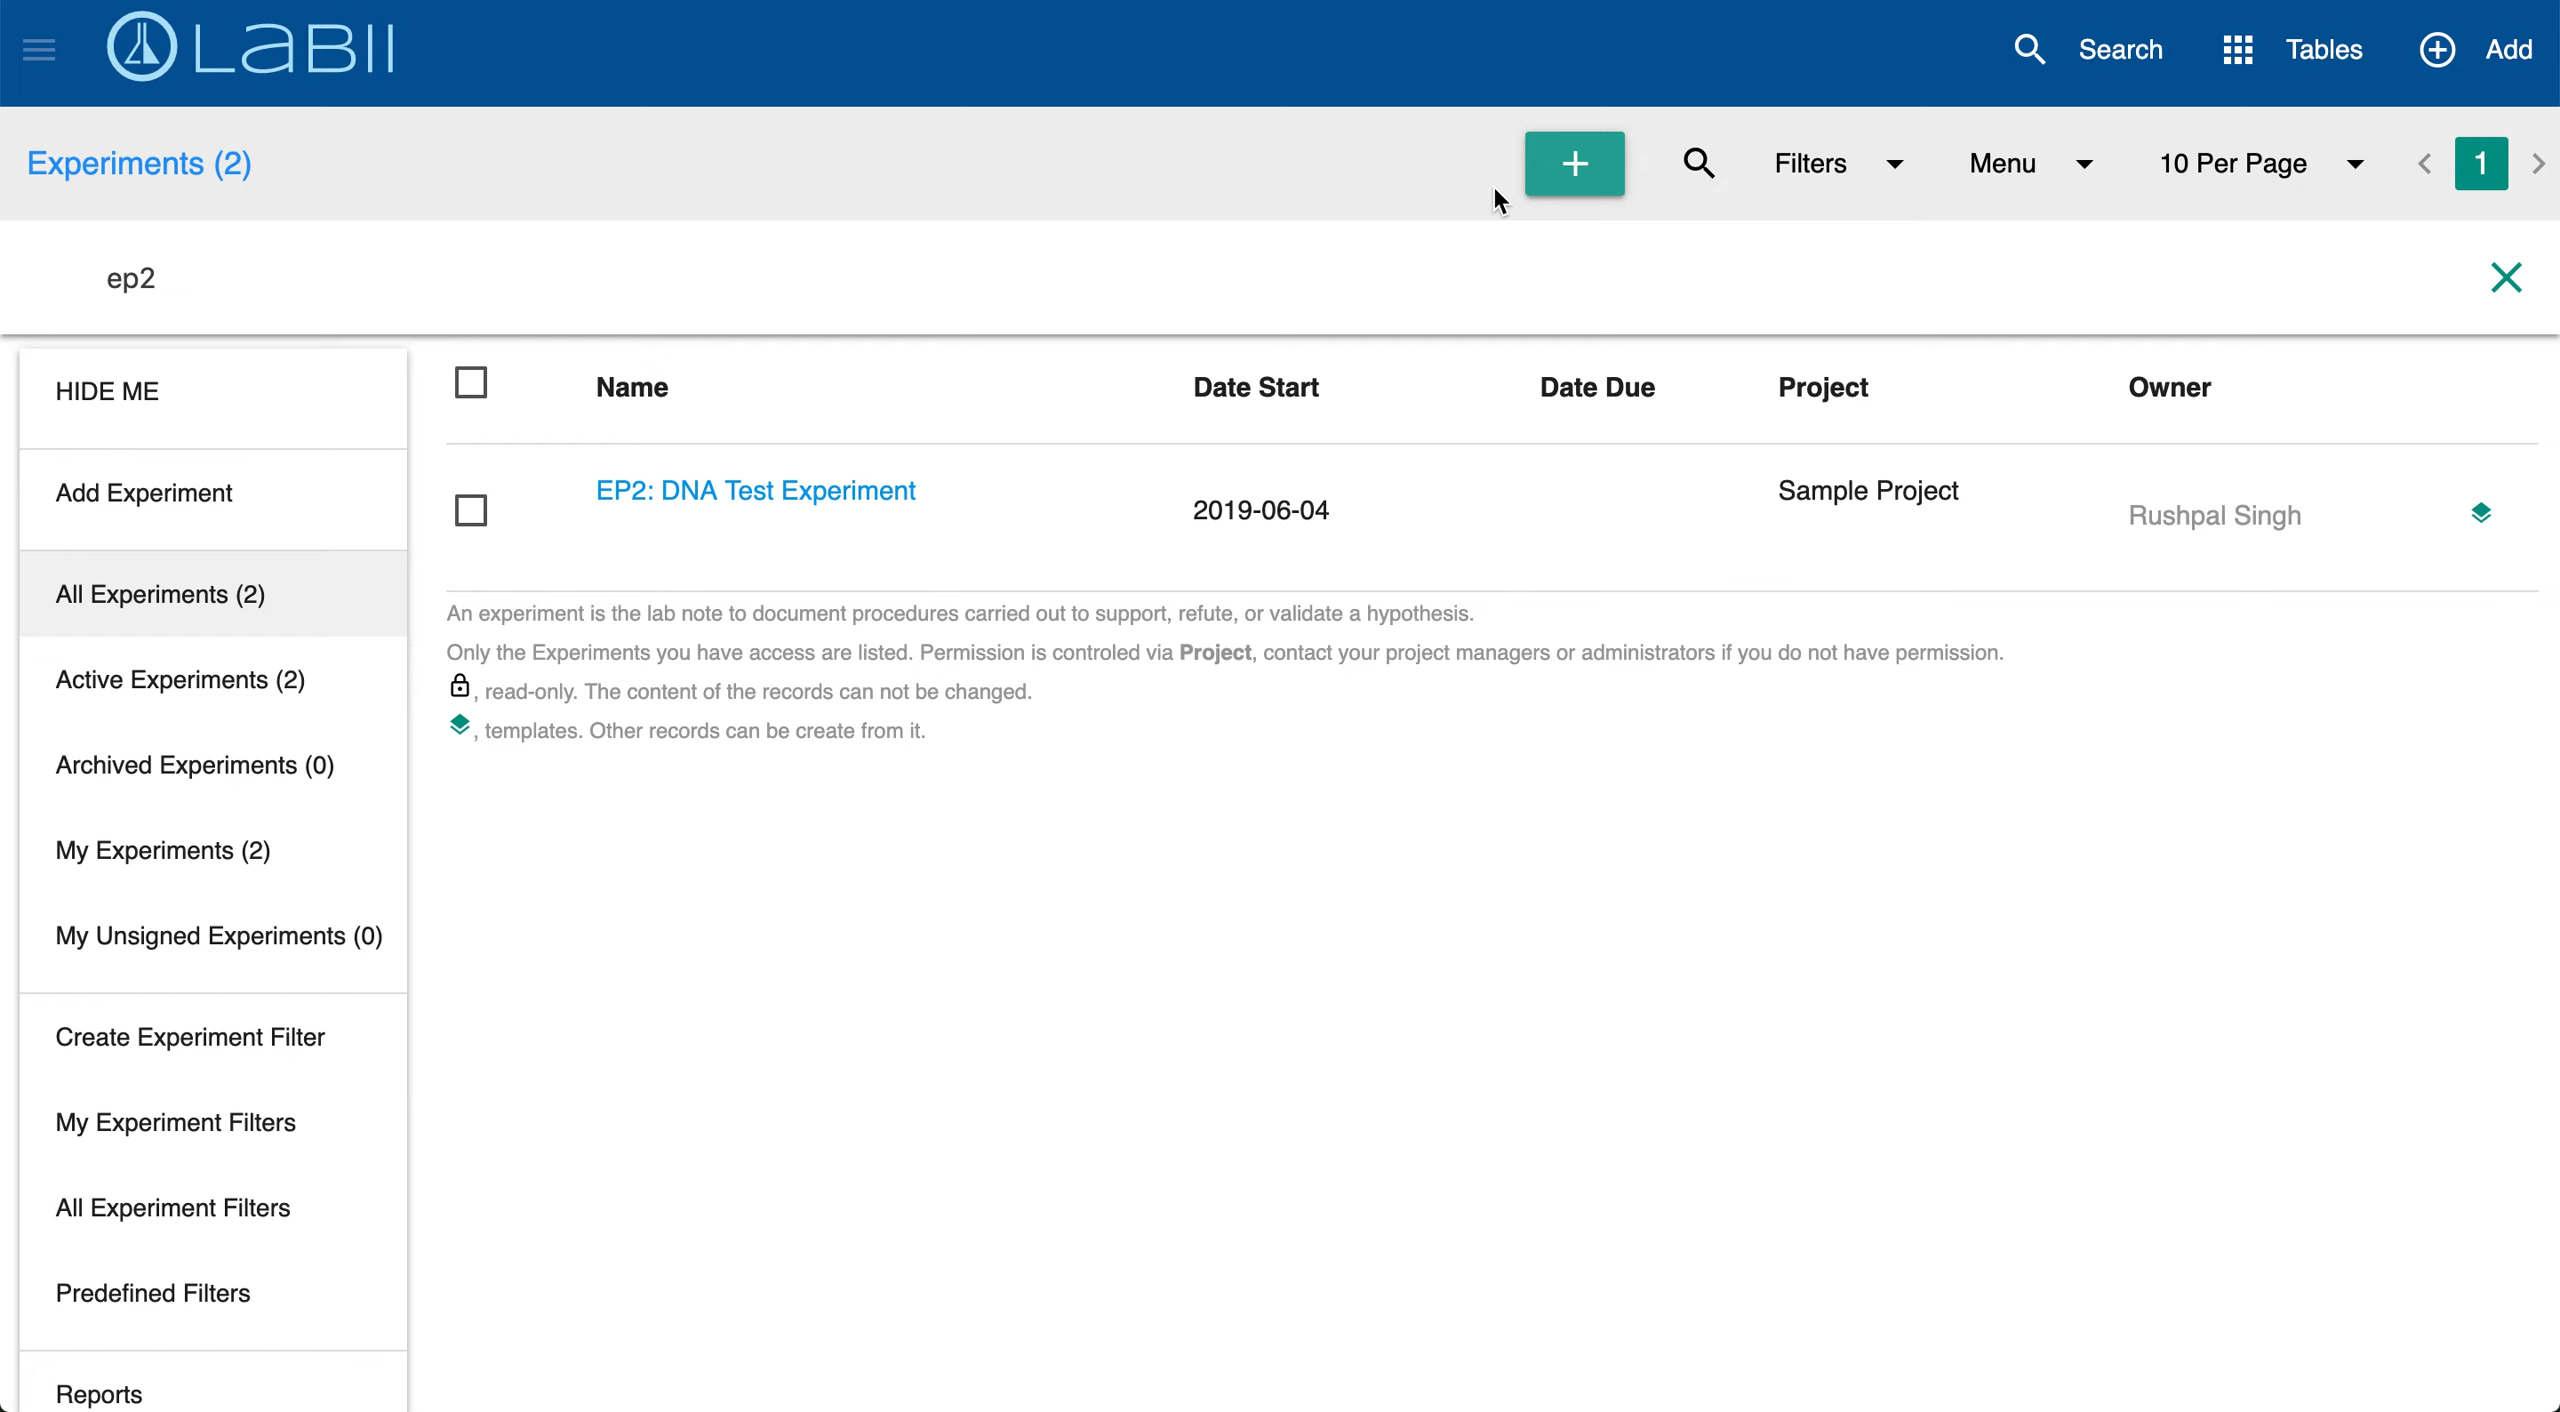 LABII
Search
Tables
Add
Experiments (2)
+
Filters
Menu
10 Per Page
1
ep2
HIDE ME
Add Experiment
All Experiments (2)
Active Experiments (2)
Archived Experiments (0)
My Experiments (2)
My Unsigned Experiments (0)
Create Experiment Filter
My Experiment Filters
All Experiment Filters
Predefined Filters
Reports
Name Date Start Date Due Project Owner
EP2: DNA Test Experiment 2019-06-04 Sample Project Rushpal Singh
An experiment is the lab note to document procedures carried out to support, refute, or validate a hypothesis.
Only the Experiments you have access are listed. Permission is controled via Project, contact your project managers or administrators if you do not have permission.
, read-only. The content of the records can not be changed.
, templates. Other records can be create from it.